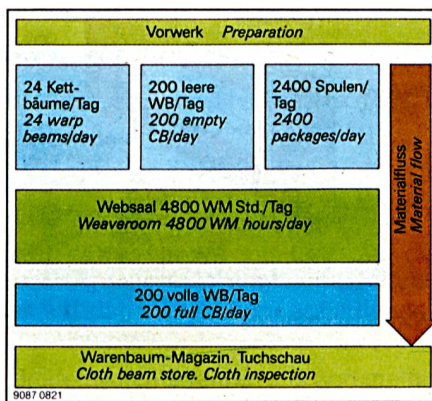 Vorwerk Preparation
24 Kett-
bäume/Tag
24 warp
beams/day
200 leere
WB/Tag
200 empty
CB/day
2400 Spulen/
Tag
2400
packages/day
Materialfluss
Material flow
Websaal 4800 WM Std./Tag
Weaveroom 4800 WM hours/day
200 volle WB/Tag
200 full CB/day
Warenbaum-Magazin. Tuchschau
Cloth beam store. Cloth inspection
9087 0821